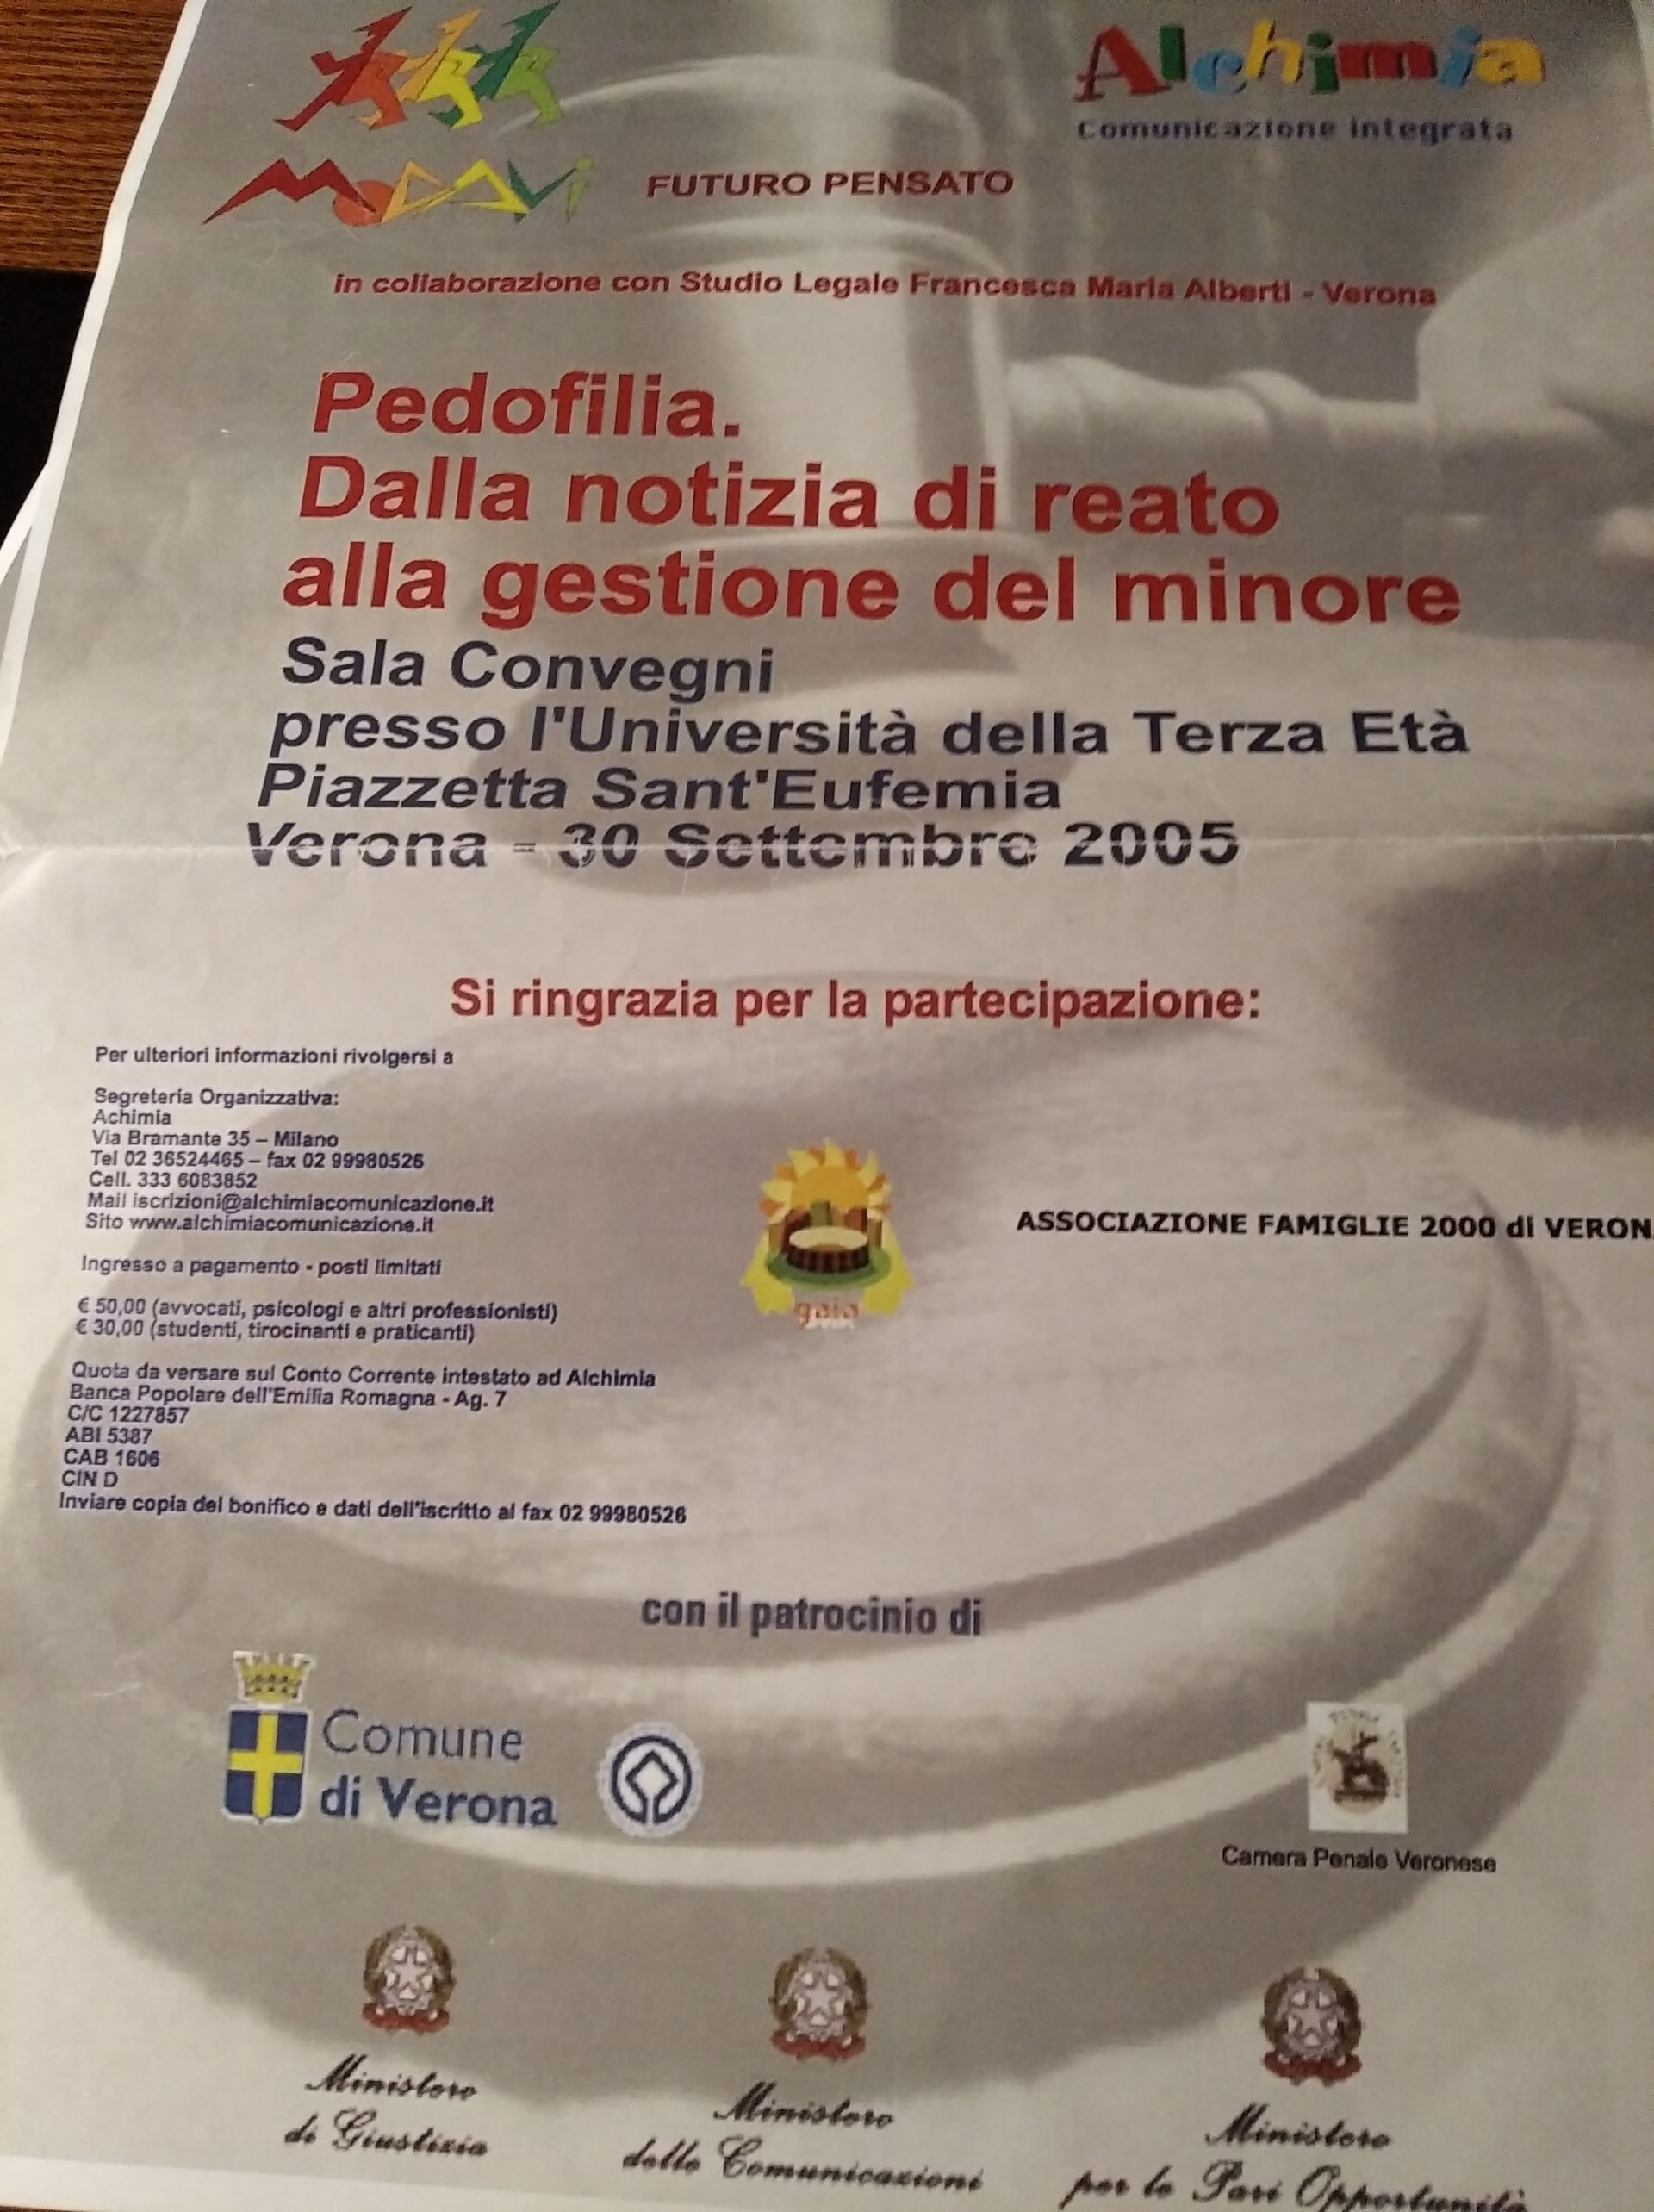 Alchimia
Comunicazione integrata
MODAVI
FUTURO PENSATO
in collaborazione con Studio Legale Francesca Maria Alberti - Verona
Pedofilia.
Dalla notizia di reato
alla gestione del minore
Sala Convegni
presso l'Università della Terza Età
Piazzetta Sant'Eufemia
Verona - 30 Settembre 2005
Si ringrazia per la partecipazione:
Per ulteriori informazioni rivolgersi a
Segreteria Organizzativa:
Achimia
Via Bramante 35 – Milano
Tel 02 36524465 – fax 02 99980526
Cell. 333 6083852
Mail iscrizioni@alchimiacomunicazione.it
Sito www.alchimiacomunicazione.it
Ingresso a pagamento - posti limitati
€ 50,00 (avvocati, psicologi e altri professionisti)
€ 30,00 (studenti, tirocinanti e praticanti)
Quota da versare sul Conto Corrente intestato ad Alchimia
Banca Popolare dell'Emilia Romagna - Ag. 7
C/C 1227857
ABI 5387
CAB 1606
CIN D
Inviare copia del bonifico e dati dell'iscritto al fax 02 99980526
gaia
ASSOCIAZIONE FAMIGLIE 2000 di VERON
con il patrocinio di
Comune
di Verona
Camera Penale Veronese
Ministero
di Giustizia
Ministero
delle Comunicazioni
Ministero
per le Pari Opportunità